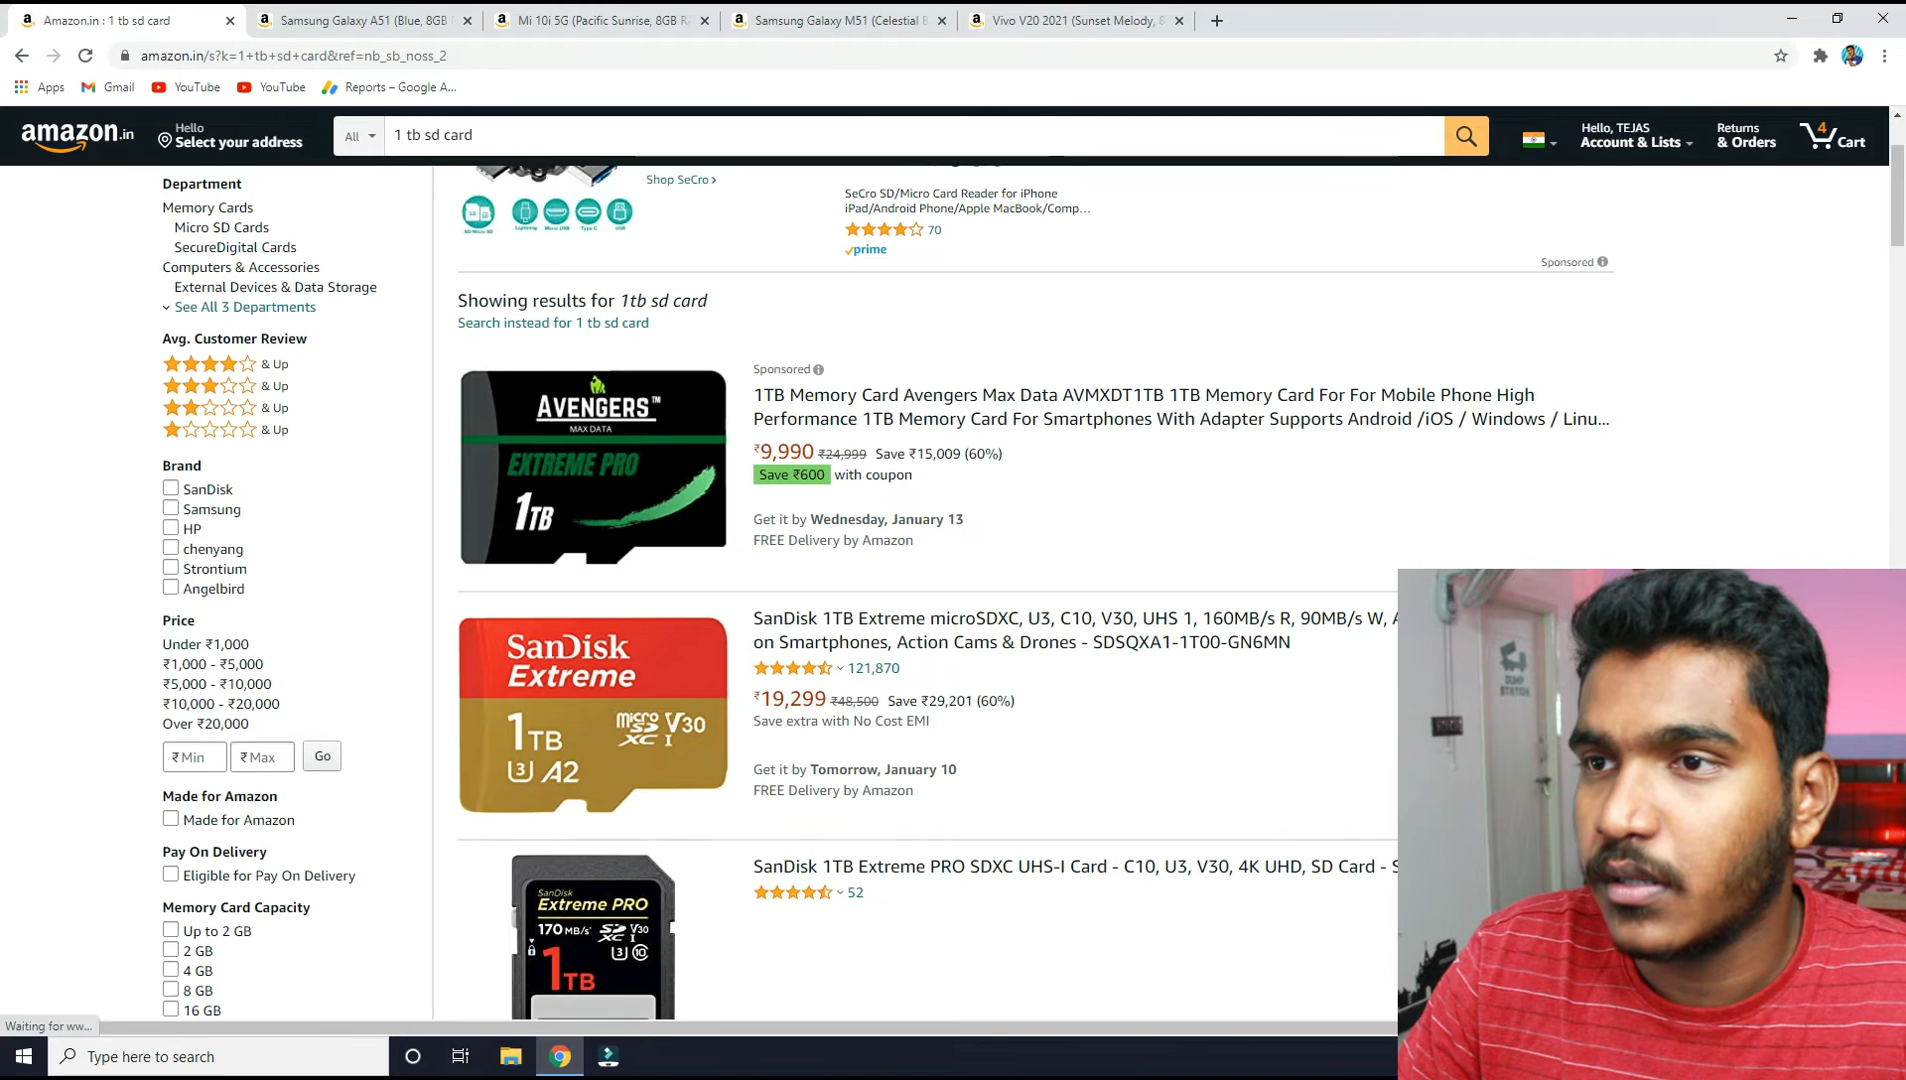 Amazon.in : 1 tb sd card
Samsung Galaxy A51 (Blue, 8GB
Mi 10i 5G (Pacific Sunrise, 8GB R
Samsung Galaxy M51 (Celestial B
Vivo V20 2021 (Sunset Melody, 8
amazon.in/s?k=1+tb+sd+card&ref=nb_sb_noss_2
Apps
Gmail
YouTube
YouTube
Reports – Google A...
amazon.in
Hello
Select your address
All
1 tb sd card
Hello, TEJAS
Account & Lists
Returns
& Orders
4
Cart
Department
Memory Cards
Micro SD Cards
SecureDigital Cards
Computers & Accessories
External Devices & Data Storage
See All 3 Departments
Avg. Customer Review
& Up
& Up
& Up
& Up
Brand
SanDisk
Samsung
HP
chenyang
Strontium
Angelbird
Price
Under ₹1,000
₹1,000 - ₹5,000
₹5,000 - ₹10,000
₹10,000 - ₹20,000
Over ₹20,000
₹ Min
₹ Max
Go
Made for Amazon
Made for Amazon
Pay On Delivery
Eligible for Pay On Delivery
Memory Card Capacity
Up to 2 GB
2 GB
4 GB
8 GB
16 GB
Shop SeCro ›
SeCro SD/Micro Card Reader for iPhone
iPad/Android Phone/Apple MacBook/Comp...
70
prime
Sponsored
Showing results for 1tb sd card
Search instead for 1 tb sd card
AVENGERS™
MAX DATA
EXTREME PRO
1TB
Sponsored
1TB Memory Card Avengers Max Data AVMXDT1TB 1TB Memory Card For For Mobile Phone High
Performance 1TB Memory Card For Smartphones With Adapter Supports Android /iOS / Windows / Linu...
₹9,990 ₹24,999 Save ₹15,009 (60%)
Save ₹600 with coupon
Get it by Wednesday, January 13
FREE Delivery by Amazon
SanDisk
Extreme
1TB
micro SD XC I V30
U3 A2
SanDisk 1TB Extreme microSDXC, U3, C10, V30, UHS 1, 160MB/s R, 90MB/s W, A
on Smartphones, Action Cams & Drones - SDSQXA1-1T00-GN6MN
121,870
₹19,299 ₹48,500 Save ₹29,201 (60%)
Save extra with No Cost EMI
Get it by Tomorrow, January 10
FREE Delivery by Amazon
SanDisk
Extreme PRO
170 MB/s SD XC I V30
1TB
SanDisk 1TB Extreme PRO SDXC UHS-I Card - C10, U3, V30, 4K UHD, SD Card - S
52
DUMP
STATION
Waiting for ww...
Type here to search